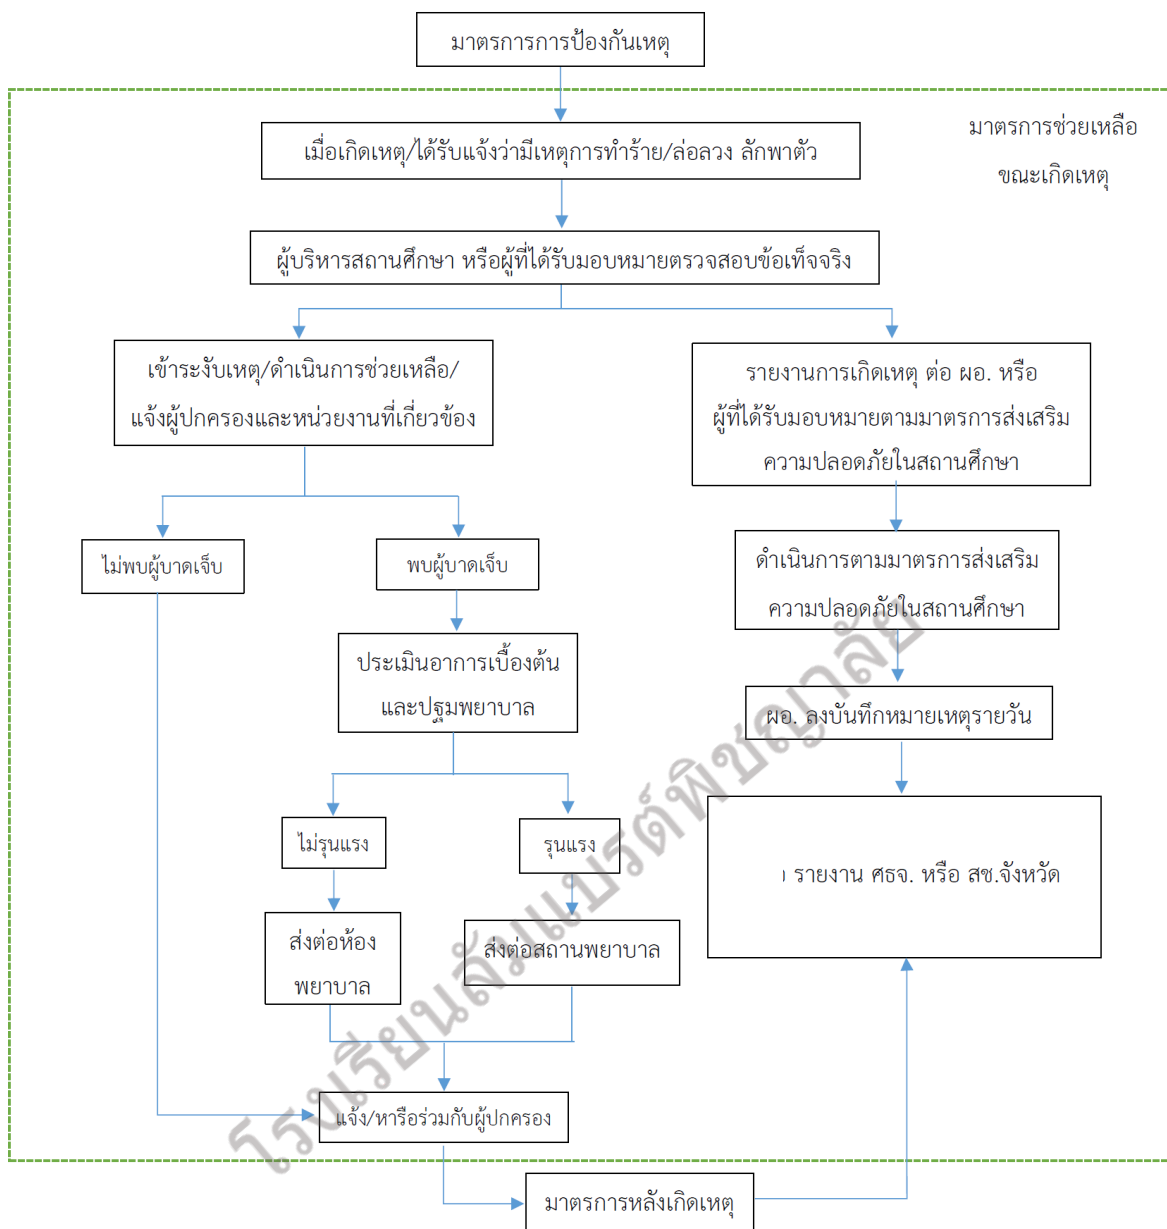 มาตรการการป้องกันเหตุ
มาตรการช่วยเหลือ
ขณะเกิดเหตุ
เมื่อเกิดเหตุ/ได้รับแจ้งว่ามีเหตุการทำร้าย/ล่อลวง ลักพาตัว
ผู้บริหารสถานศึกษา หรือผู้ที่ได้รับมอบหมายตรวจสอบข้อเท็จจริง
เข้าระงับเหตุ/ดำเนินการช่วยเหลือ/
แจ้งผู้ปกครองและหน่วยงานที่เกี่ยวข้อง
รายงานการเกิดเหตุ ต่อ ผอ. หรือ
ผู้ที่ได้รับมอบหมายตามมาตรการส่งเสริม
ความปลอดภัยในสถานศึกษา
ไม่พบผู้บาดเจ็บ
พบผู้บาดเจ็บ
ดำเนินการตามมาตรการส่งเสริม
ความปลอดภัยในสถานศึกษา
ประเมินอาการเบื้องต้น
และปฐมพยาบาล
ผอ. ลงบันทึกหมายเหตุรายวัน
ไม่รุนแรง
รุนแรง
รายงาน ศธจ. หรือ สช.จังหวัด
ส่งต่อห้อง
พยาบาล
ส่งต่อสถานพยาบาล
แจ้ง/หารือร่วมกับผู้ปกครอง
มาตรการหลังเกิดเหตุ
โรงเรียนลัมแบรต์พิชญาลัย